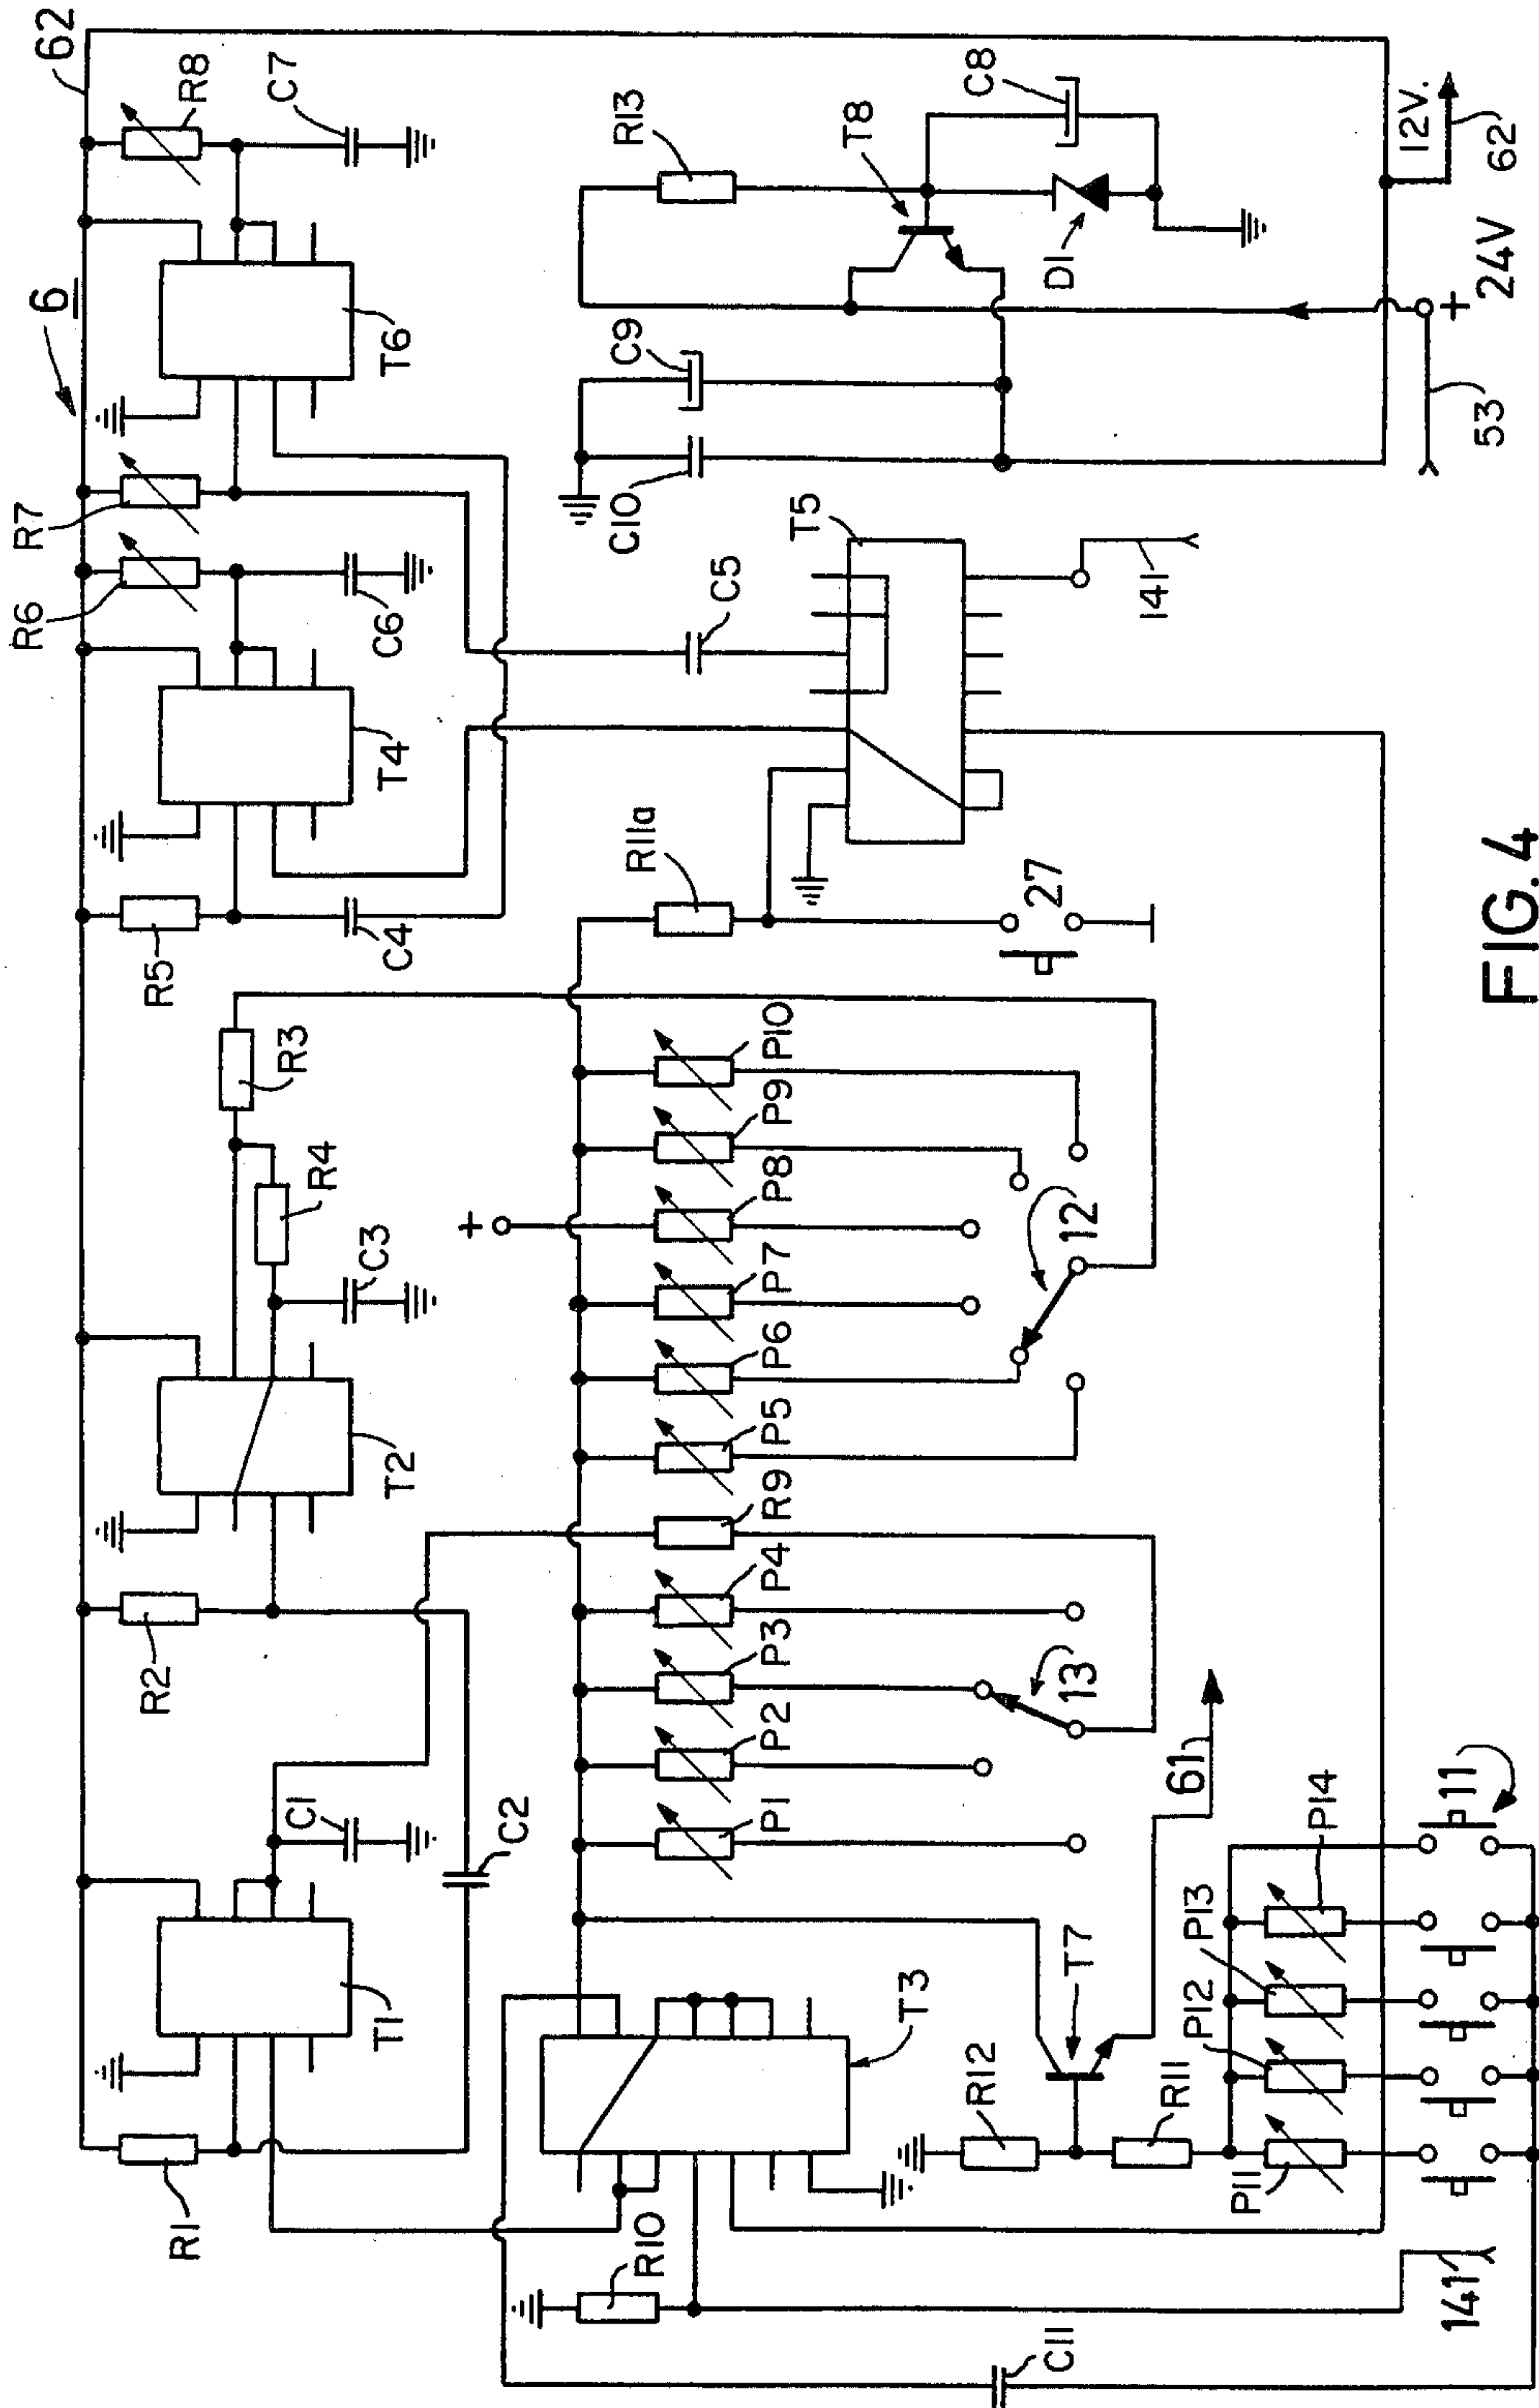 62
6
R8
C7
T6
R7
R6
C6
T4
R5
C4
R3
R4
C3
T2
R2
C1
T1
R1
C2
R13
T8
C8
D1
12V.
62
+ 24V
53
C9
C10
T5
C5
141
R11a
27
P10
P9
P8
+
P7
P6
P5
R9
P4
P3
P2
P1
12
13
61
T3
T7
R12
R11
R10
P14
P13
P12
P11
11
141
C11
FIG. 4